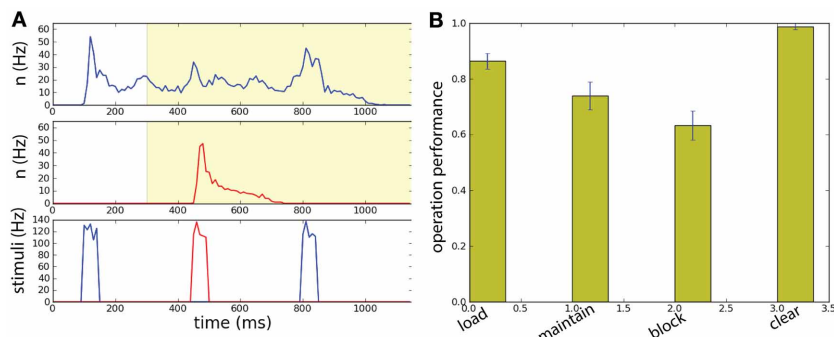 A
n (Hz)
60
50
40
30
20
10
0
0 200 400 600 800 1000
n (Hz)
60
50
40
30
20
10
0
0 200 400 600 800 1000
stimuli (Hz)
140
120
100
80
60
40
20
0
0 200 400 600 800 1000
time (ms)
B
operation performance
1.0
0.8
0.6
0.4
0.2
0.0
0.0 0.5 1.0 1.5 2.0 2.5 3.0 3.5
load maintain block clear